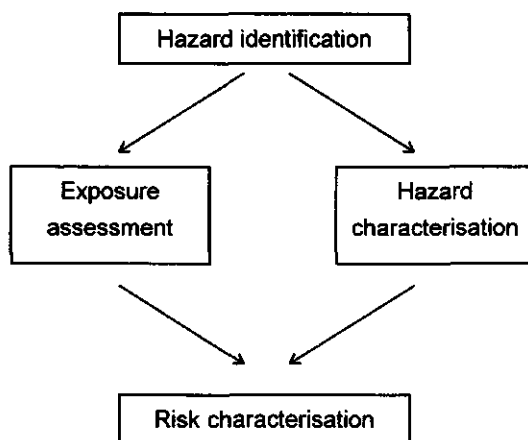 Hazard identification
Exposure
assessment
Hazard
characterisation
Risk characterisation